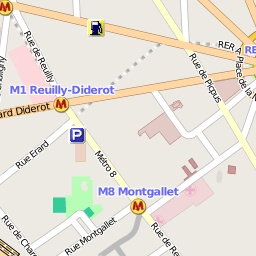 M
Rue de Reuilly
RER A Place de la N
RE
Rue de Picpus
M1 Reuilly-Diderot
M
ard Diderot
P
Rue Erard
Métro 8
M8 Montgallet
M
Rue Montgallet
Rue de Char
Rue de Re